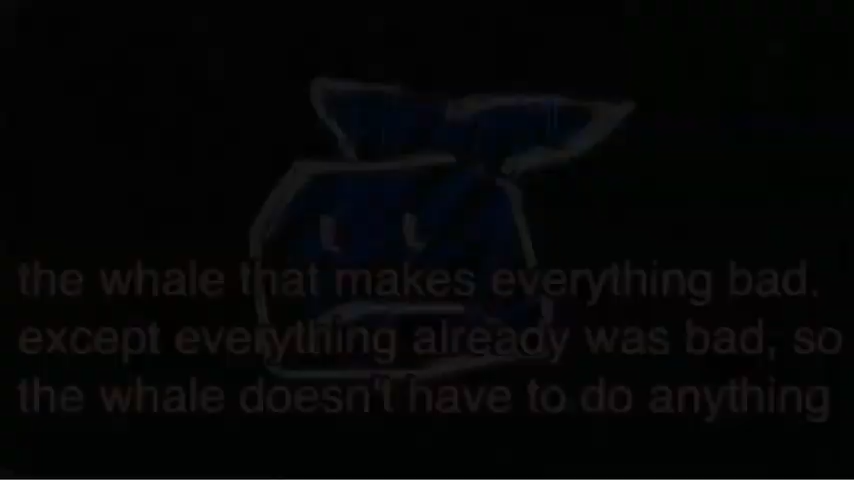 the whale that makes everything bad.
except everything already was bad, so
the whale doesn't have to do anything